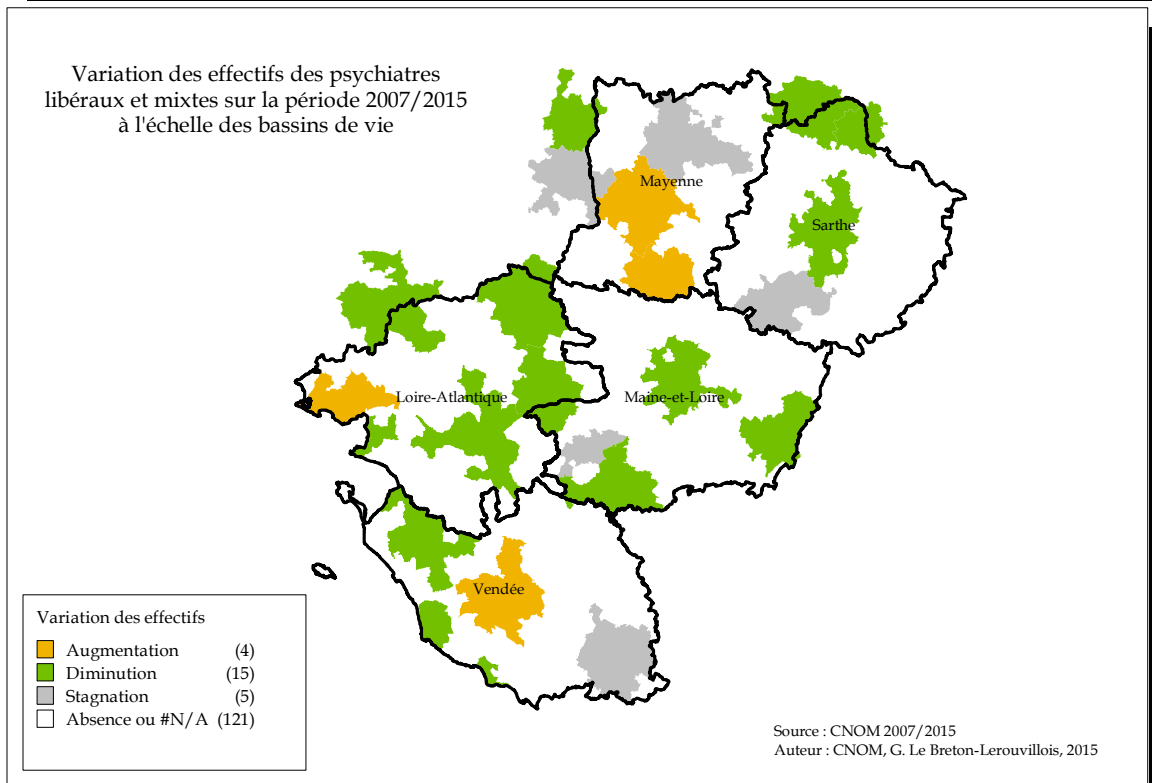 Variation des effectifs des psychiatres
libéraux et mixtes sur la période 2007/2015
à l'échelle des bassins de vie
Mayenne
Sarthe
Loire-Atlantique
Maine-et-Loire
Vendée
Variation des effectifs
Augmentation (4)
Diminution (15)
Stagnation (5)
Absence ou #N/A (121)
Source : CNOM 2007/2015
Auteur : CNOM, G. Le Breton-Lerouvillois, 2015